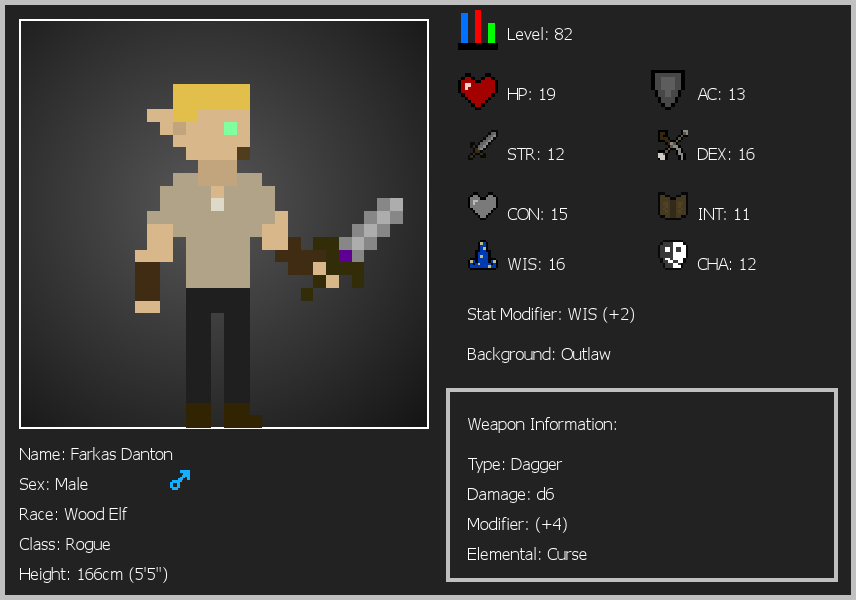 Level: 82
HP: 19
AC: 13
STR: 12
DEX: 16
CON: 15
INT: 11
WIS: 16
CHA: 12
Stat Modifier: WIS (+2)
Background: Outlaw
Weapon Information:
Type: Dagger
Damage: d6
Modifier: (+4)
Elemental: Curse
Name: Farkas Danton
Sex: Male
Race: Wood Elf
Class: Rogue
Height: 166cm (5'5")